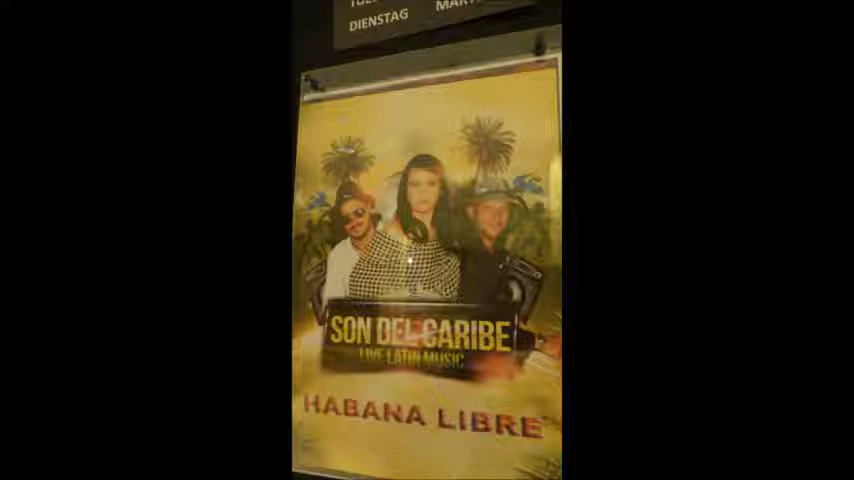 DIENSTAG
SON DEL CARIBE
LIVE LATIN MUSIC
HABANA LIBRE